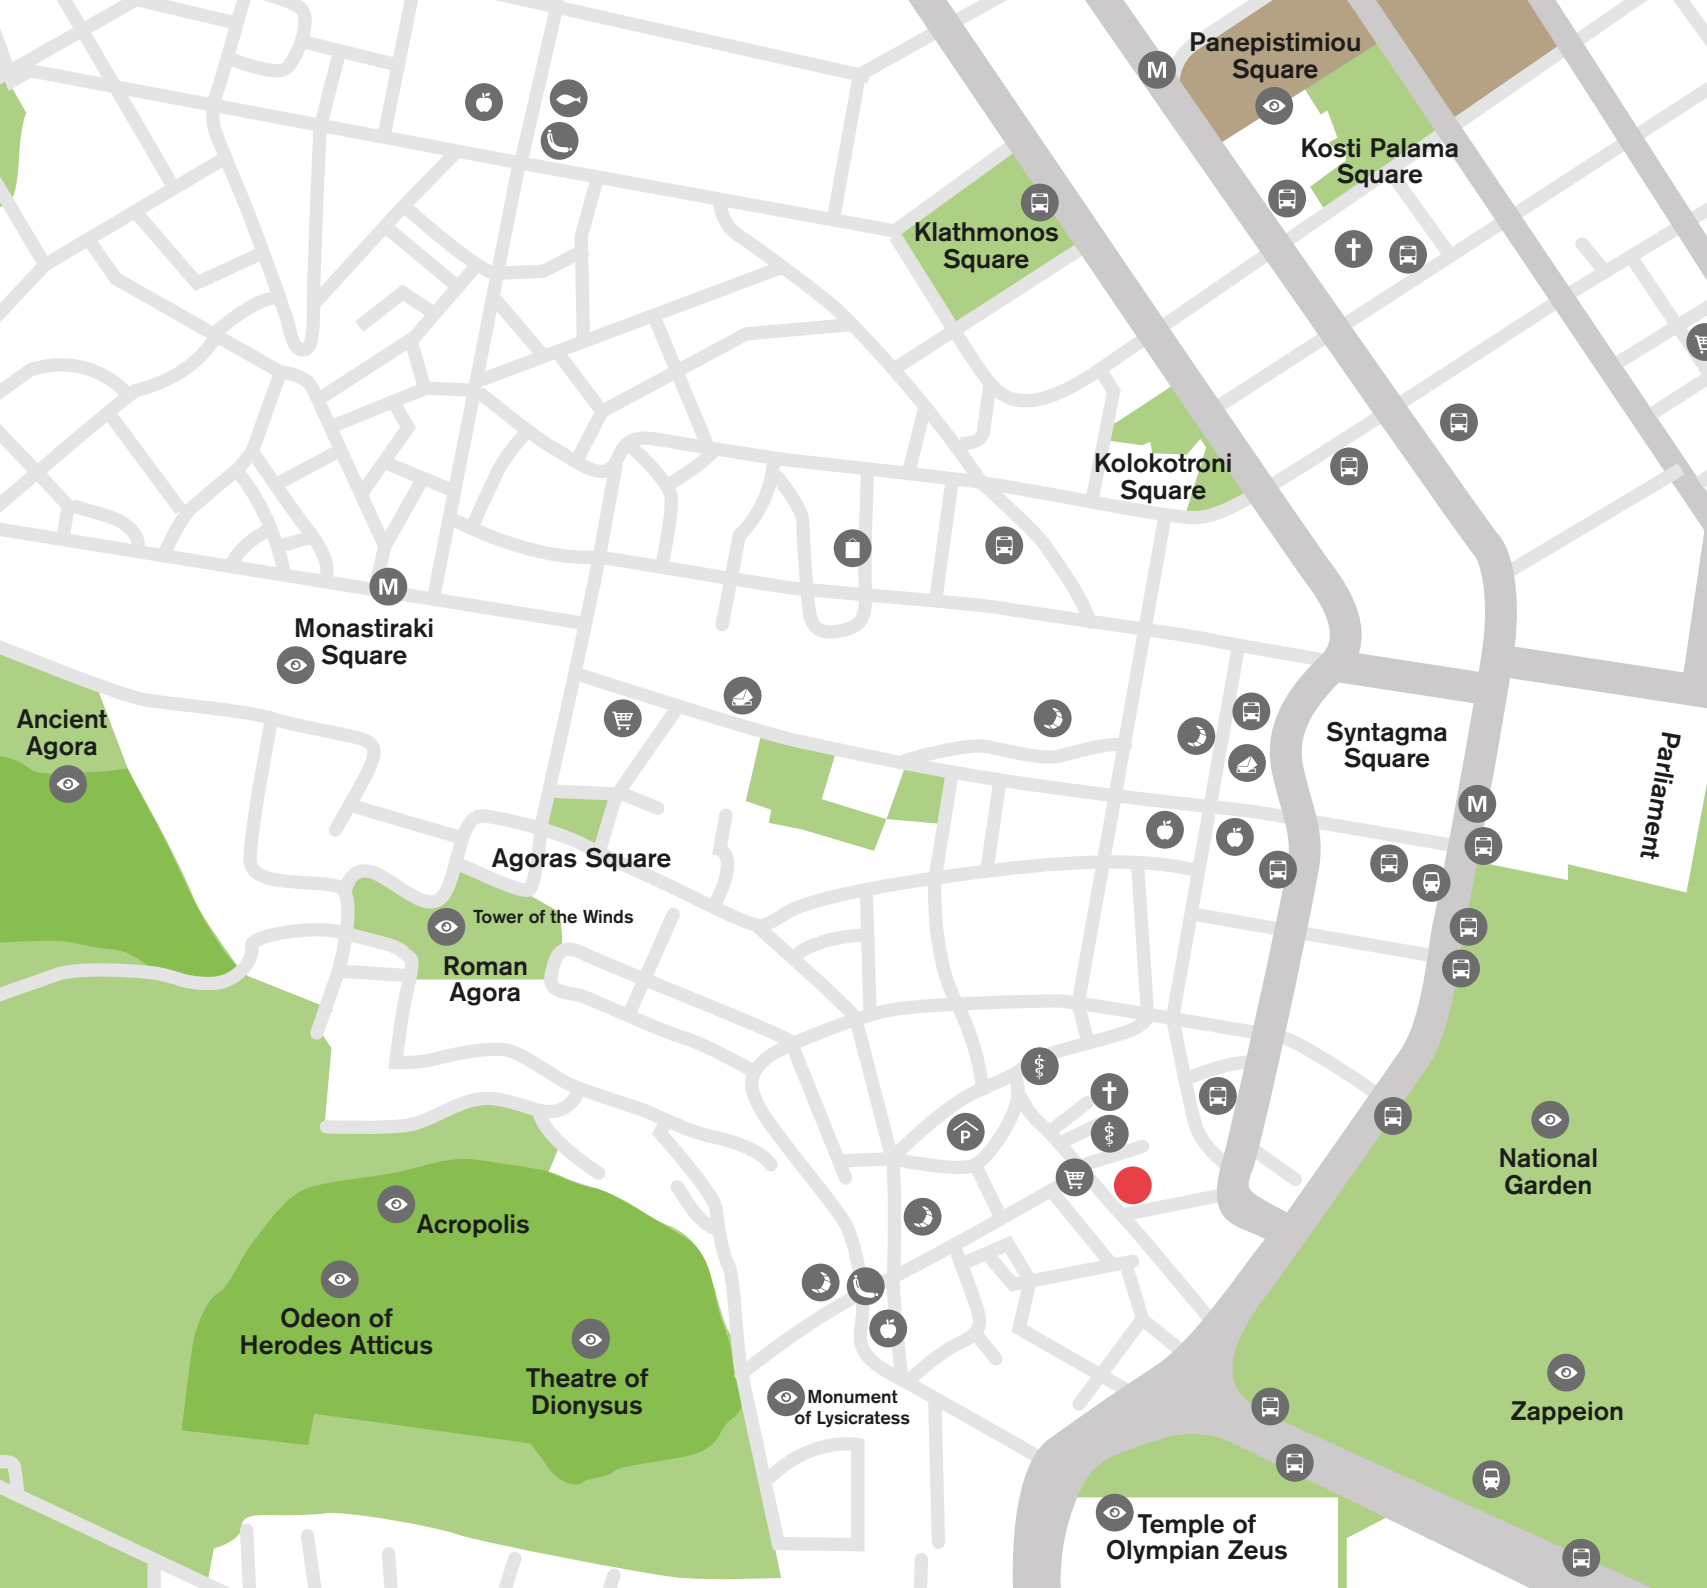 Panepistimiou
Square
M
Kosti Palama
Square
Klathmonos
Square
Kolokotroni
Square
M
Monastiraki
Square
Ancient
Agora
Syntagma
Square
Parliament
M
Agoras Square
Tower of the Winds
Roman
Agora
P
National
Garden
Acropolis
Odeon of
Herodes Atticus
Theatre of
Dionysus
Monument
of Lysicratess
Zappeion
Temple of
Olympian Zeus